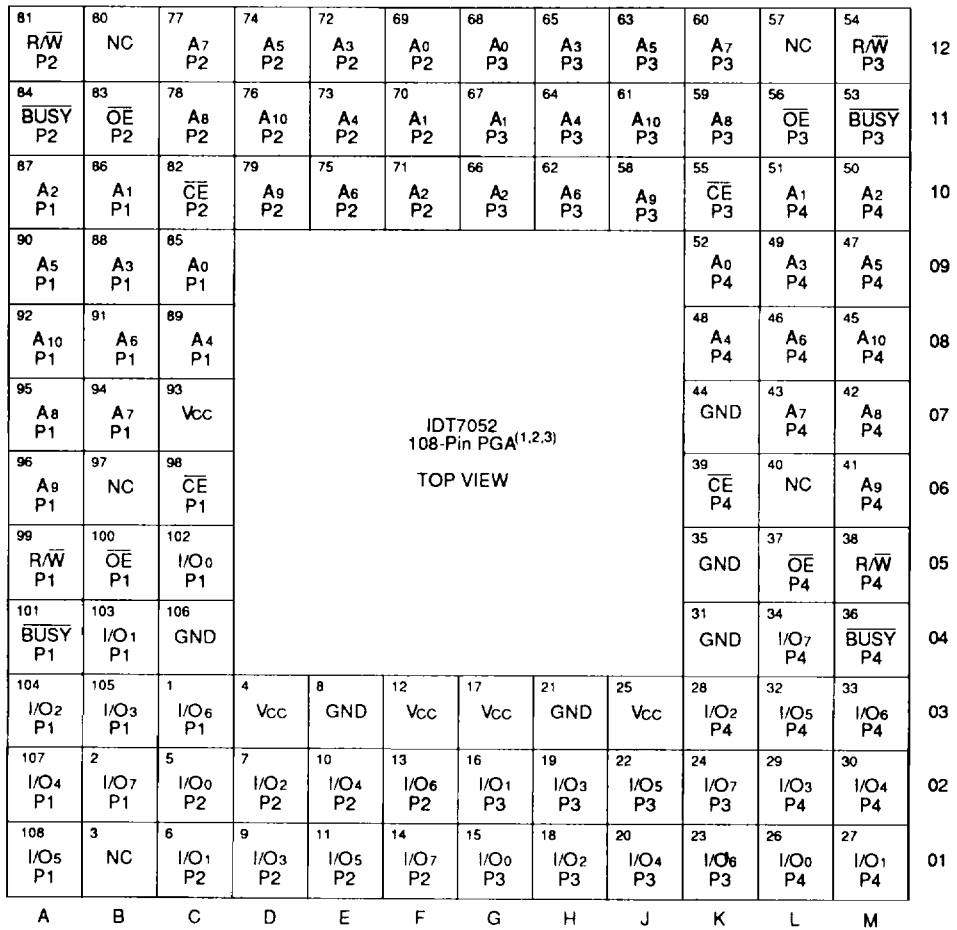 81 80 77 74 72 69 68 65 63 60 57 54
R/W̅ NC A7 A5 A3 A0 A0 A3 A5 A7 NC R/W̅ 12
P2 P2 P2 P2 P2 P3 P3 P3 P3 P3
84 83 78 76 73 70 67 64 61 59 56 53
B̅U̅S̅Y̅ O̅E̅ A8 A10 A4 A1 A1 A4 A10 A8 O̅E̅ B̅U̅S̅Y̅ 11
P2 P2 P2 P2 P2 P2 P3 P3 P3 P3 P3 P3
87 86 82 79 75 71 66 62 58 55 51 50
A2 A1 C̅E̅ A9 A6 A2 A2 A6 A9 C̅E̅ A1 A2 10
P1 P1 P2 P2 P2 P2 P3 P3 P3 P3 P4 P4
90 88 85 52 49 47
A5 A3 A0 A0 A3 A5 09
P1 P1 P1 P4 P4 P4
92 91 89 48 46 45
A10 A6 A4 A4 A6 A10 08
P1 P1 P1 P4 P4 P4
95 94 93 44 43 42
A8 A7 VCC GND A7 A8 07
P1 P1 P4 P4
IDT7052
108-Pin PGA(1,2,3)
TOP VIEW
96 97 98 39 40 41
A9 NC C̅E̅ C̅E̅ NC A9 06
P1 P1 P4 P4
99 100 102 35 37 38
R/W̅ O̅E̅ I/O0 GND O̅E̅ R/W̅ 05
P1 P1 P1 P4 P4
101 103 106 31 34 36
B̅U̅S̅Y̅ I/O1 GND GND I/O7 B̅U̅S̅Y̅ 04
P1 P1 P4 P4
104 105 1 4 8 12 17 21 25 28 32 33
I/O2 I/O3 I/O6 VCC GND VCC VCC GND VCC I/O2 I/O5 I/O6 03
P1 P1 P1 P4 P4 P4
107 2 5 7 10 13 16 19 22 24 29 30
I/O4 I/O7 I/O0 I/O2 I/O4 I/O6 I/O1 I/O3 I/O5 I/O7 I/O3 I/O4 02
P1 P1 P2 P2 P2 P2 P3 P3 P3 P3 P4 P4
108 3 6 9 11 14 15 18 20 23 26 27
I/O5 NC I/O1 I/O3 I/O5 I/O7 I/O0 I/O2 I/O4 I/O6 I/O0 I/O1 01
P1 P2 P2 P2 P2 P3 P3 P3 P3 P4 P4
A B C D E F G H J K L M